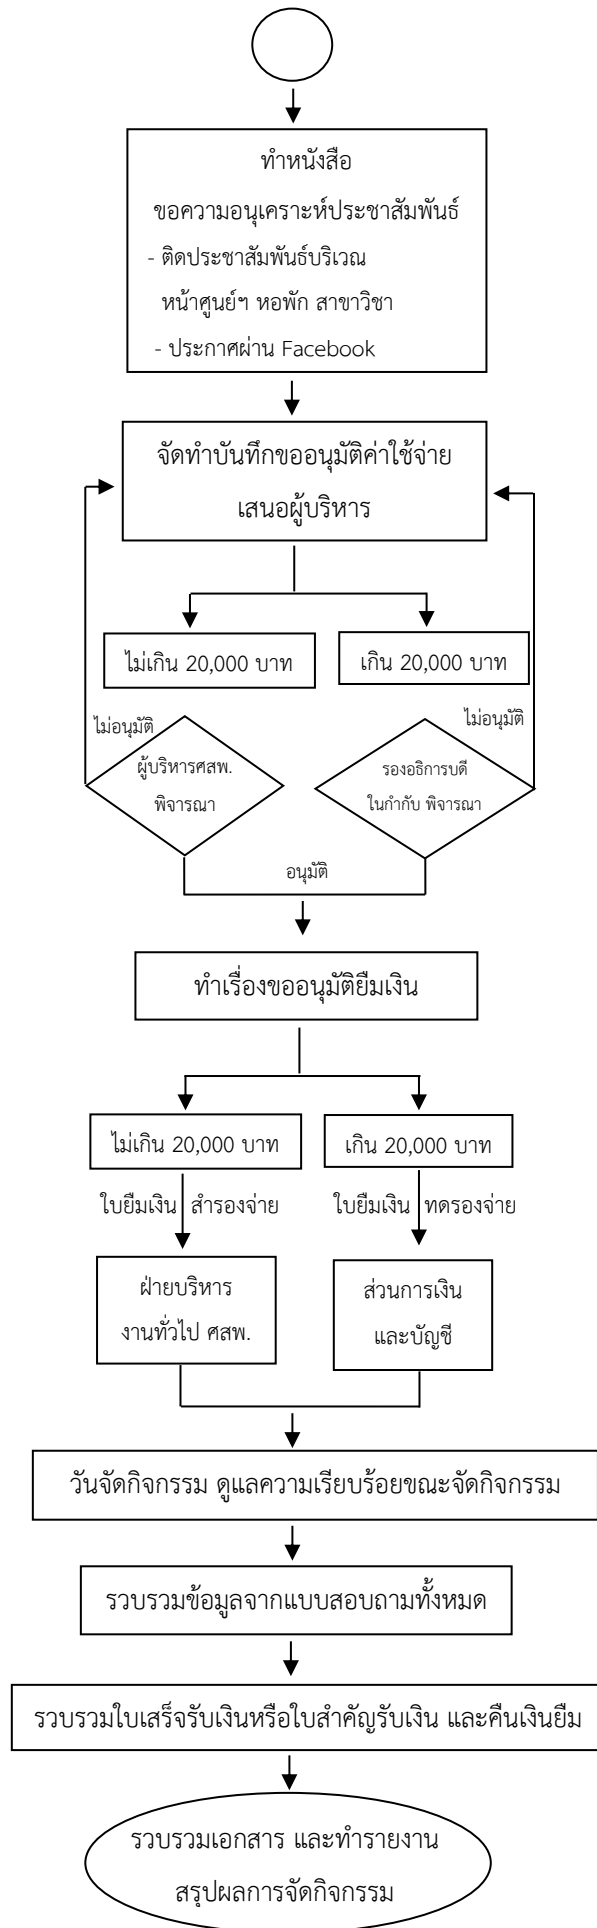 ทำหนังสือ
ขอความอนุเคราะห์ประชาสัมพันธ์
- ติดประชาสัมพันธ์บริเวณ
หน้าศูนย์ฯ หอพัก สาขาวิชา
- ประกาศผ่าน Facebook
จัดทำบันทึกขออนุมัติค่าใช้จ่าย
เสนอผู้บริหาร
ไม่เกิน 20,000 บาท
เกิน 20,000 บาท
ไม่อนุมัติ
ไม่อนุมัติ
ผู้บริหารศสพ.
พิจารณา
รองอธิการบดี
ในกำกับ พิจารณา
อนุมัติ
ทำเรื่องขออนุมัติยืมเงิน
ไม่เกิน 20,000 บาท
เกิน 20,000 บาท
ใบยืมเงิน สำรองจ่าย
ใบยืมเงิน ทดรองจ่าย
ฝ่ายบริหาร
งานทั่วไป ศสพ.
ส่วนการเงิน
และบัญชี
วันจัดกิจกรรม ดูแลความเรียบร้อยขณะจัดกิจกรรม
รวบรวมข้อมูลจากแบบสอบถามทั้งหมด
รวบรวมใบเสร็จรับเงินหรือใบสำคัญรับเงิน และคืนเงินยืม
รวบรวมเอกสาร และทำรายงาน
สรุปผลการจัดกิจกรรม